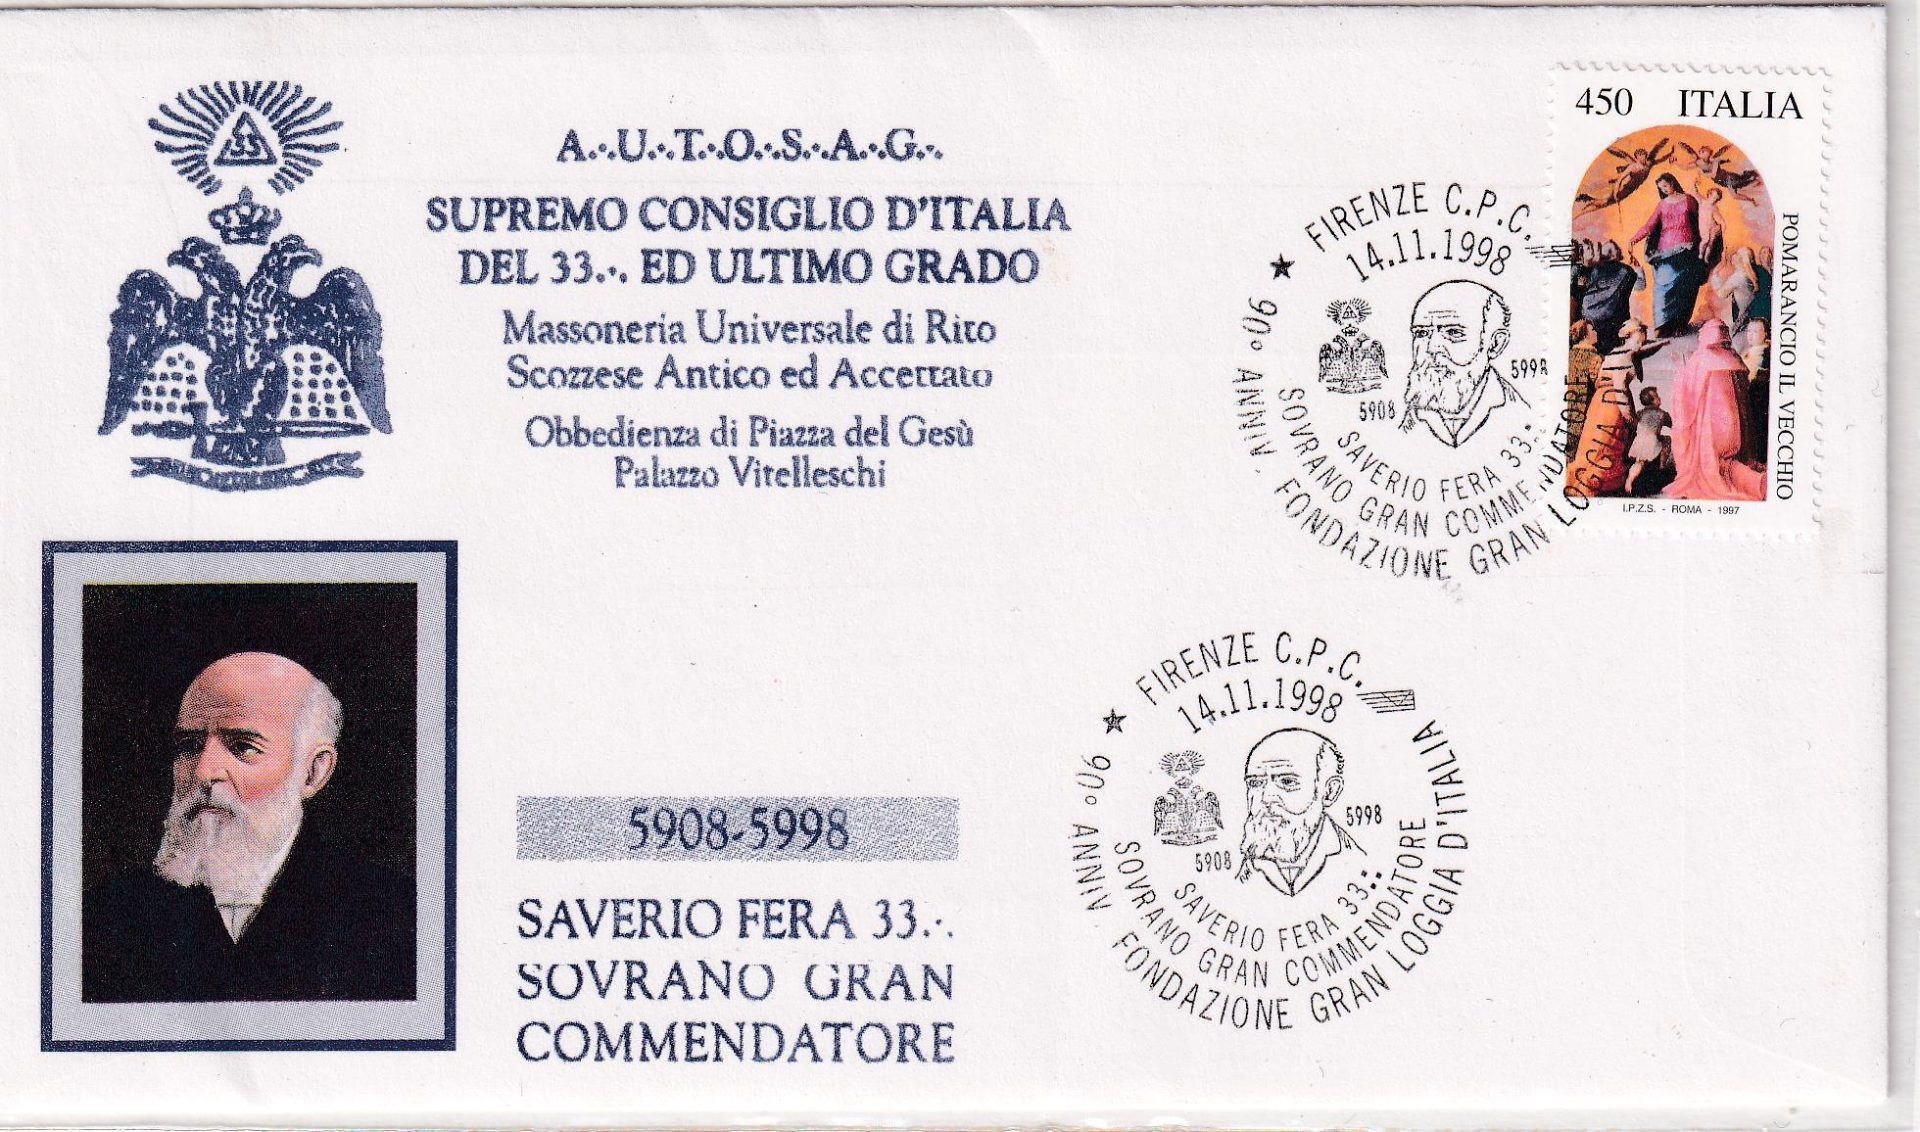 33
A∴U∴T∴O∴S∴A∴G∴
SUPREMO CONSIGLIO D'ITALIA
DEL 33∴ ED ULTIMO GRADO
Massoneria Universale di Rito
Scozzese Antico ed Accettato
Obbedienza di Piazza del Gesù
Palazzo Vitelleschi
5908-5998
SAVERIO FERA 33∴
SOVRANO GRAN
COMMENDATORE
450 ITALIA
POMARANCIO IL VECCHIO
I.P.Z.S. - ROMA - 1997
FIRENZE C.P.C.
14.11.1998
5998
5908
SAVERIO FERA 33∴
SOVRANO GRAN COMMENDATORE
90° ANNIV. FONDAZIONE GRAN LOGGIA D'I
FIRENZE C.P.C.
14.11.1998
5998
5908
SAVERIO FERA 33∴
SOVRANO GRAN COMMENDATORE
90° ANNIV. FONDAZIONE GRAN LOGGIA D'ITALIA